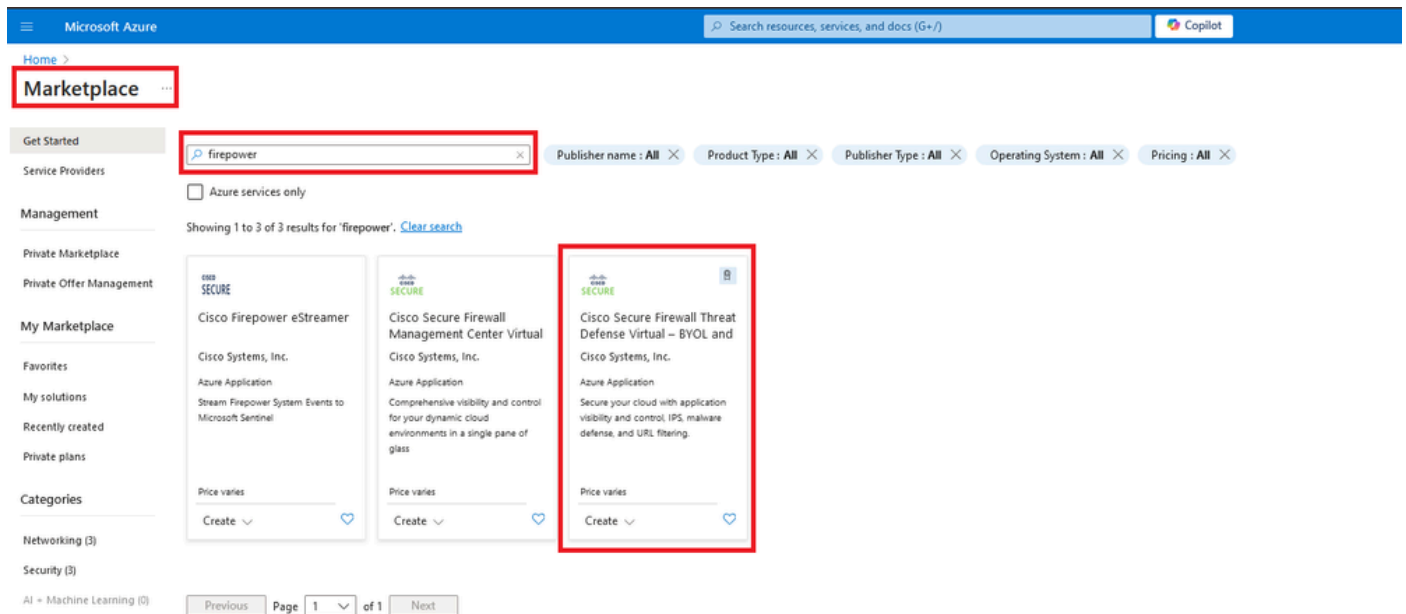 Microsoft Azure
Search resources, services, and docs (G+/)
Copilot
Home >
Marketplace ...
Get Started
Service Providers
Management
Private Marketplace
Private Offer Management
My Marketplace
Favorites
My solutions
Recently created
Private plans
Categories
Networking (3)
Security (3)
AI + Machine Learning (0)
firepower
Publisher name : All
Product Type : All
Publisher Type : All
Operating System : All
Pricing : All
Azure services only
Showing 1 to 3 of 3 results for 'firepower'. Clear search
CISCO
SECURE
Cisco Firepower eStreamer
Cisco Systems, Inc.
Azure Application
Stream Firepower System Events to
Microsoft Sentinel
Price varies
Create
CISCO
SECURE
Cisco Secure Firewall
Management Center Virtual
Cisco Systems, Inc.
Azure Application
Comprehensive visibility and control
for your dynamic cloud
environments in a single pane of
glass
Price varies
Create
CISCO
SECURE
Cisco Secure Firewall Threat
Defense Virtual – BYOL and
Cisco Systems, Inc.
Azure Application
Secure your cloud with application
visibility and control, IPS, malware
defense, and URL filtering.
Price varies
Create
Previous Page 1 of 1 Next